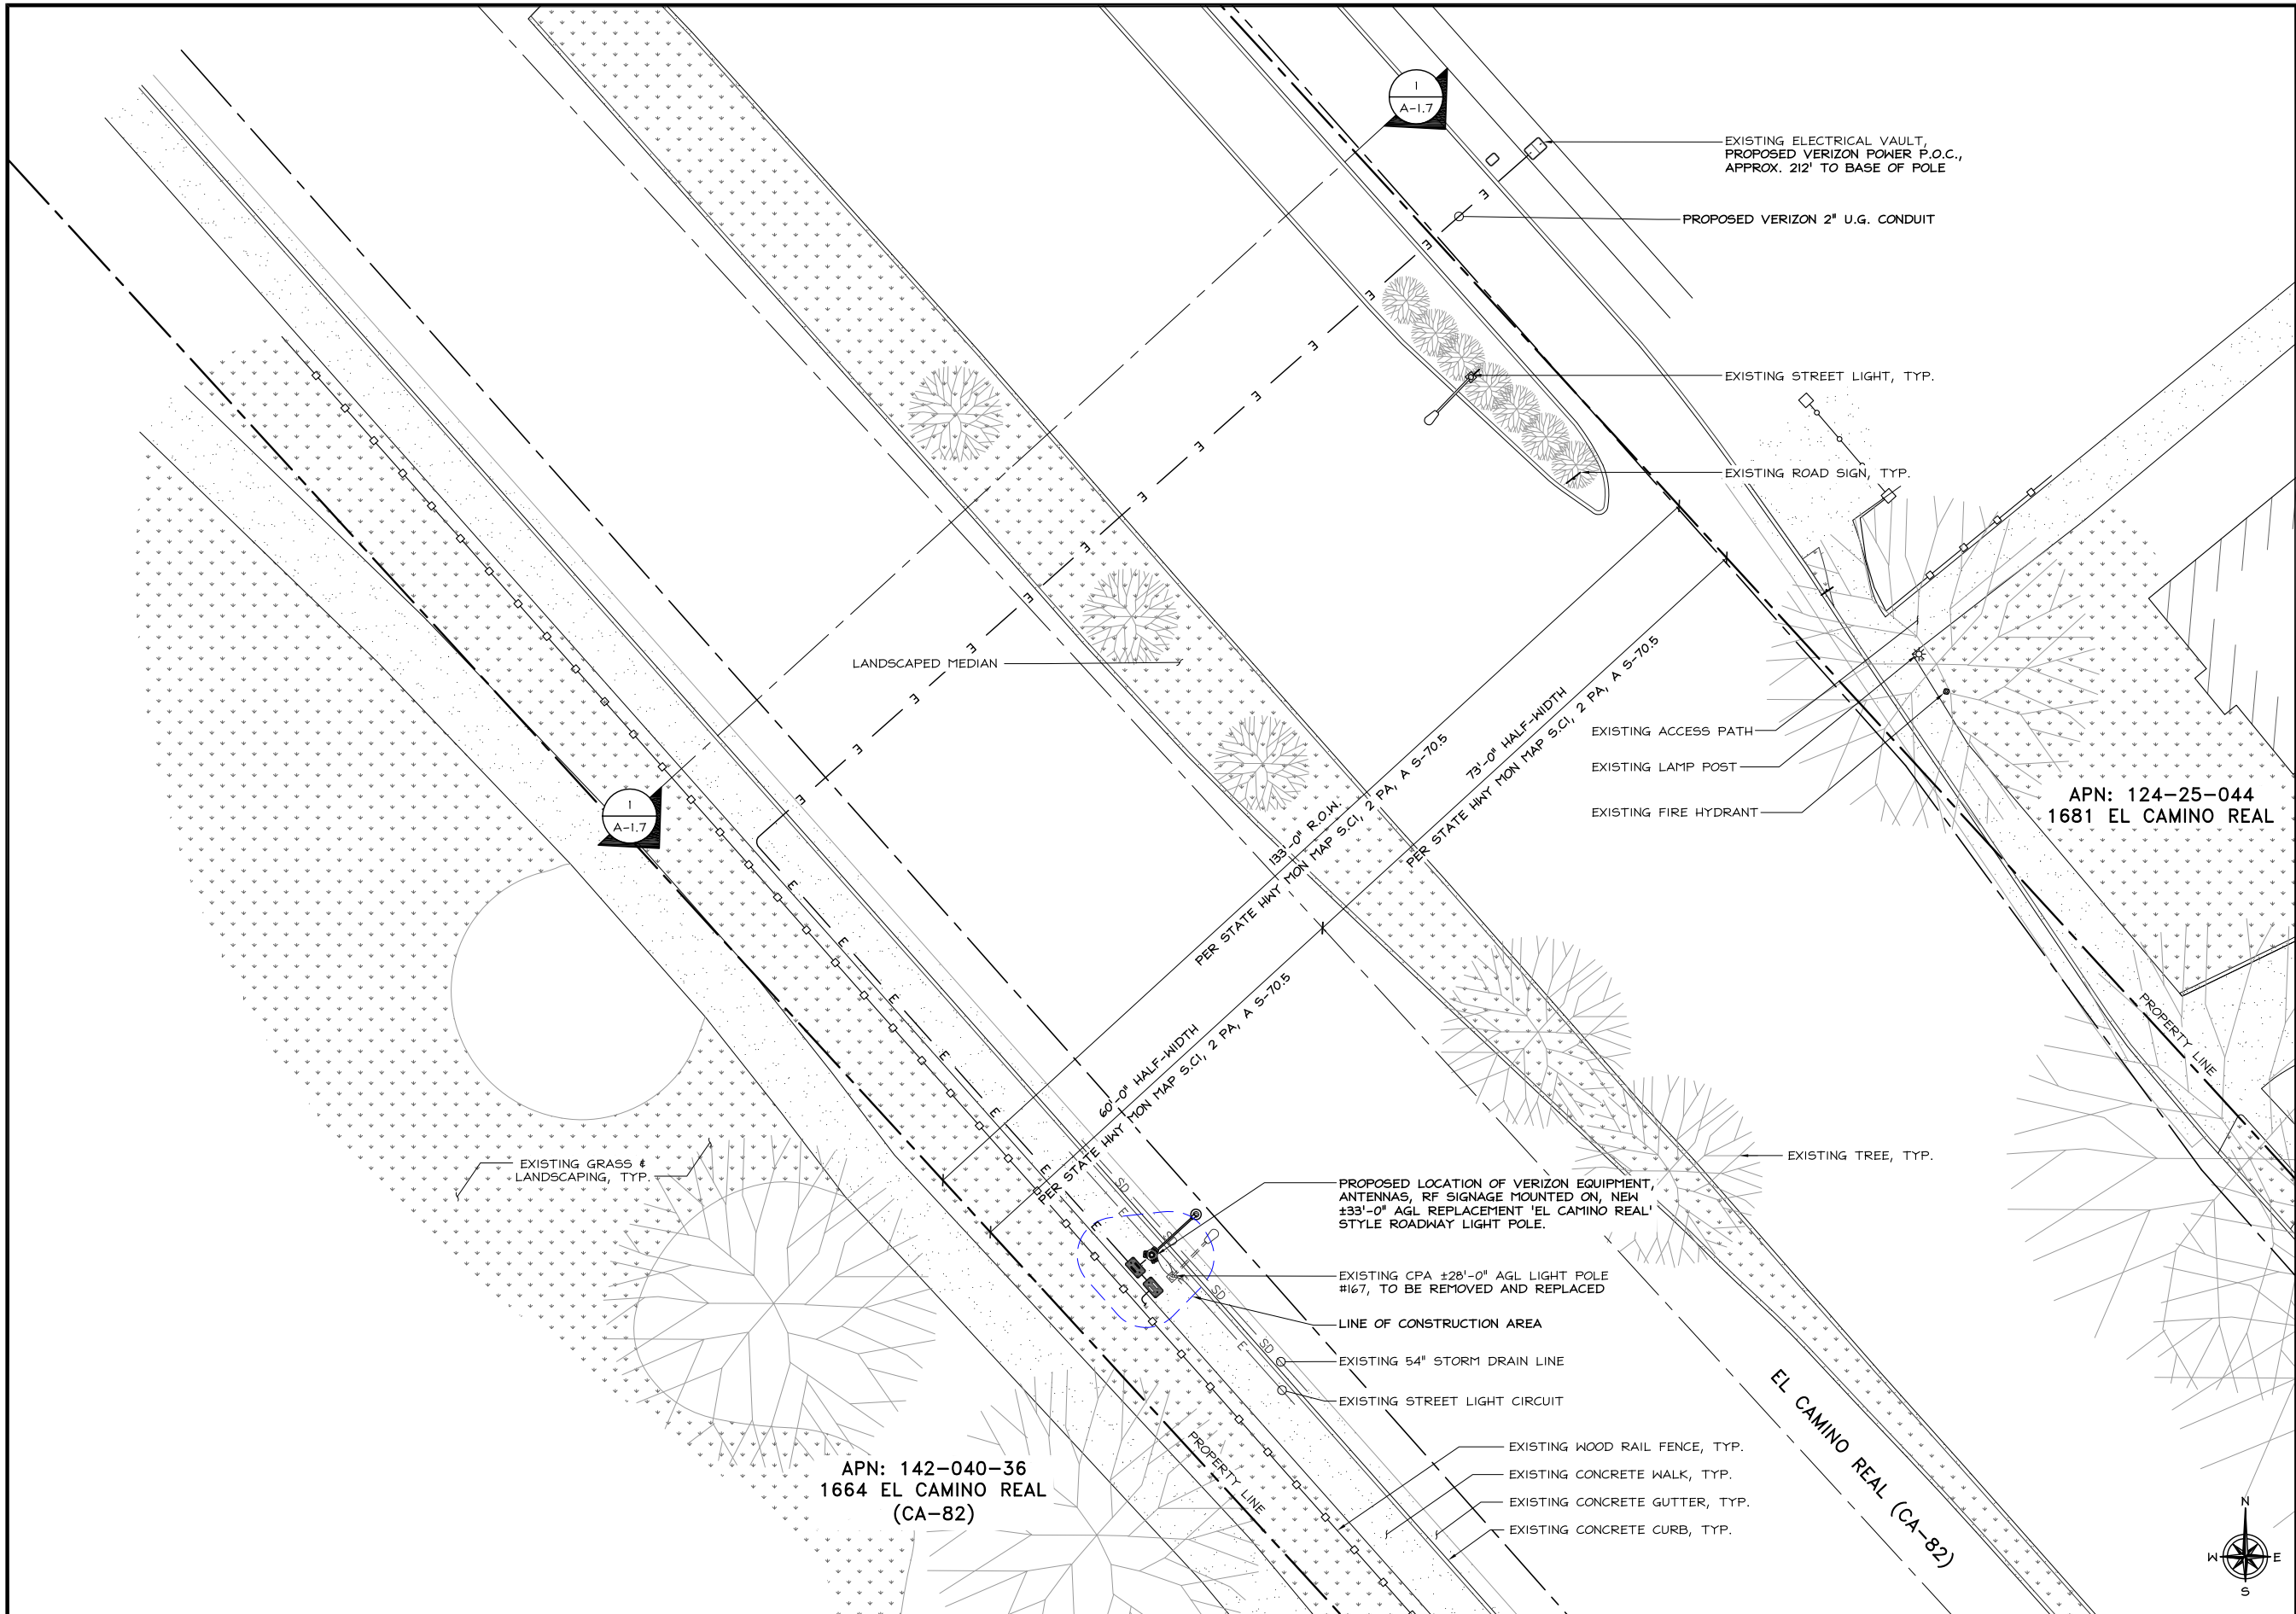 1
A-1.7
EXISTING ELECTRICAL VAULT,
PROPOSED VERIZON POWER P.O.C.,
APPROX. 212' TO BASE OF POLE
E
PROPOSED VERIZON 2" U.G. CONDUIT
E
E
E
EXISTING STREET LIGHT, TYP.
E
E
EXISTING ROAD SIGN, TYP.
E
E
E
E
LANDSCAPED MEDIAN
E
E
E
133'-0" R.O.W.
PER STATE HWY MON MAP S.CI, 2 PA, A S-70.5
73'-0" HALF-WIDTH
PER STATE HWY MON MAP S.CI, 2 PA, A S-70.5
EXISTING ACCESS PATH
EXISTING LAMP POST
EXISTING FIRE HYDRANT
APN: 124-25-044
1681 EL CAMINO REAL
1
A-1.7
E
E
E
E
E
E
E
60'-0" HALF-WIDTH
PER STATE HWY MON MAP S.CI, 2 PA, A S-70.5
PROPERTY LINE
EXISTING GRASS &
LANDSCAPING, TYP.
EXISTING TREE, TYP.
SD
E
PROPOSED LOCATION OF VERIZON EQUIPMENT,
ANTENNAS, RF SIGNAGE MOUNTED ON, NEW
±33'-0" AGL REPLACEMENT 'EL CAMINO REAL'
STYLE ROADWAY LIGHT POLE.
EXISTING CPA ±28'-0" AGL LIGHT POLE
#167, TO BE REMOVED AND REPLACED
SD
LINE OF CONSTRUCTION AREA
SD
E
EXISTING 54" STORM DRAIN LINE
EXISTING STREET LIGHT CIRCUIT
EXISTING WOOD RAIL FENCE, TYP.
EXISTING CONCRETE WALK, TYP.
EXISTING CONCRETE GUTTER, TYP.
EXISTING CONCRETE CURB, TYP.
PROPERTY LINE
APN: 142-040-36
1664 EL CAMINO REAL
(CA-82)
EL CAMINO REAL (CA-82)
N
W
E
S